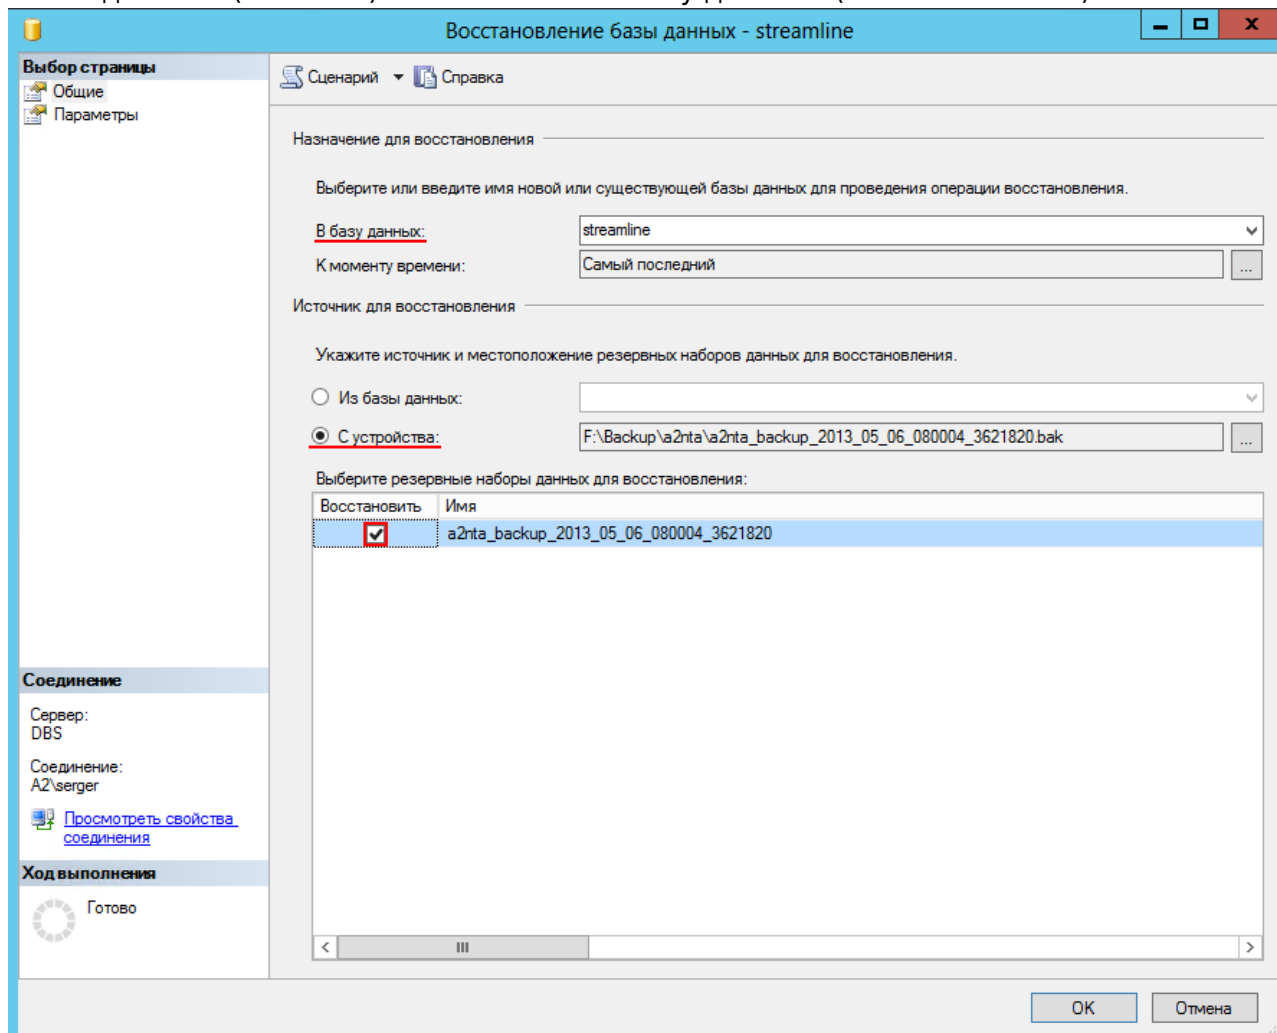 Восстановление базы данных - streamline
Выбор страницы
Общие
Параметры
Сценарий
Справка
Назначение для восстановления
Выберите или введите имя новой или существующей базы данных для проведения операции восстановления.
В базу данных:
streamline
К моменту времени:
Самый последний
...
Источник для восстановления
Укажите источник и местоположение резервных наборов данных для восстановления.
Из базы данных:
С устройства:
F:\Backup\a2nta\a2nta_backup_2013_05_06_080004_3621820.bak
...
Выберите резервные наборы данных для восстановления:
Восстановить Имя
a2nta_backup_2013_05_06_080004_3621820
Соединение
Сервер:
DBS
Соединение:
A2\serger
Просмотреть свойства
соединения
Ход выполнения
Готово
OK
Отмена